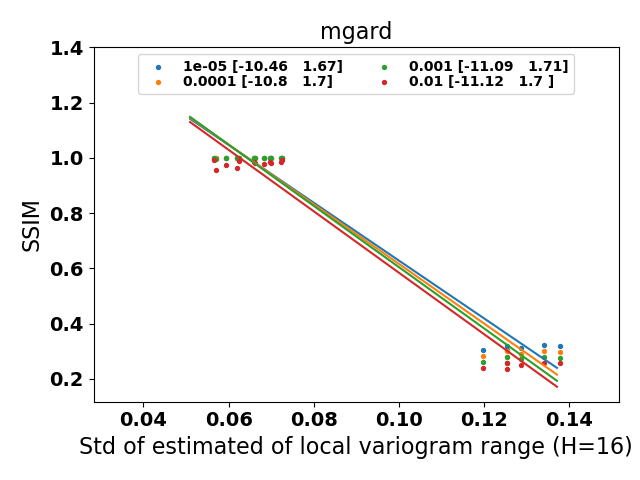 mgard
1e-05 [-10.46   1.67]
0.0001 [-10.8   1.7]
0.001 [-11.09   1.71]
0.01 [-11.12   1.7 ]
1.4
1.2
1.0
0.8
0.6
0.4
0.2
SSIM
0.04 0.06 0.08 0.10 0.12 0.14
Std of estimated of local variogram range (H=16)